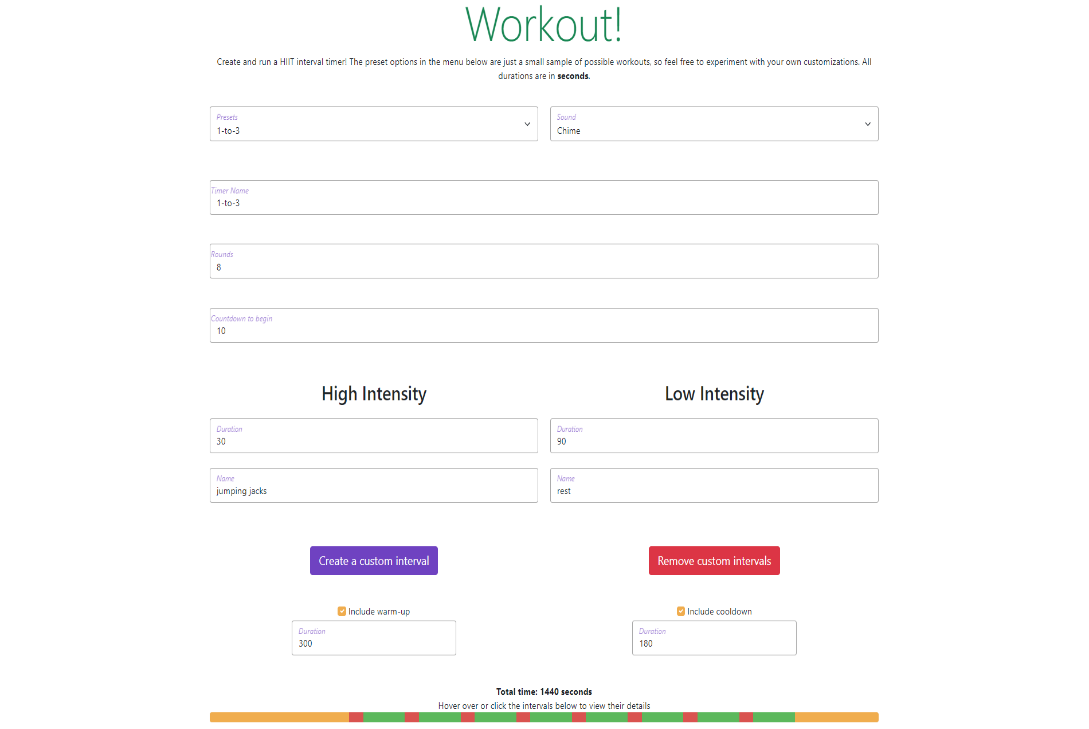 Workout!
Create and run a HIIT interval timer! The preset options in the menu below are just a small sample of possible workouts, so feel free to experiment with your own customizations. All
durations are in seconds.
Presets
1-to-3
Sound
Chime
Timer Name
1-to-3
Rounds
8
Countdown to begin
10
High Intensity
Low Intensity
Duration
30
Duration
90
Name
jumping jacks
Name
rest
Create a custom interval
Remove custom intervals
Include warm-up
Include cooldown
Duration
300
Duration
180
Total time: 1440 seconds
Hover over or click the intervals below to view their details